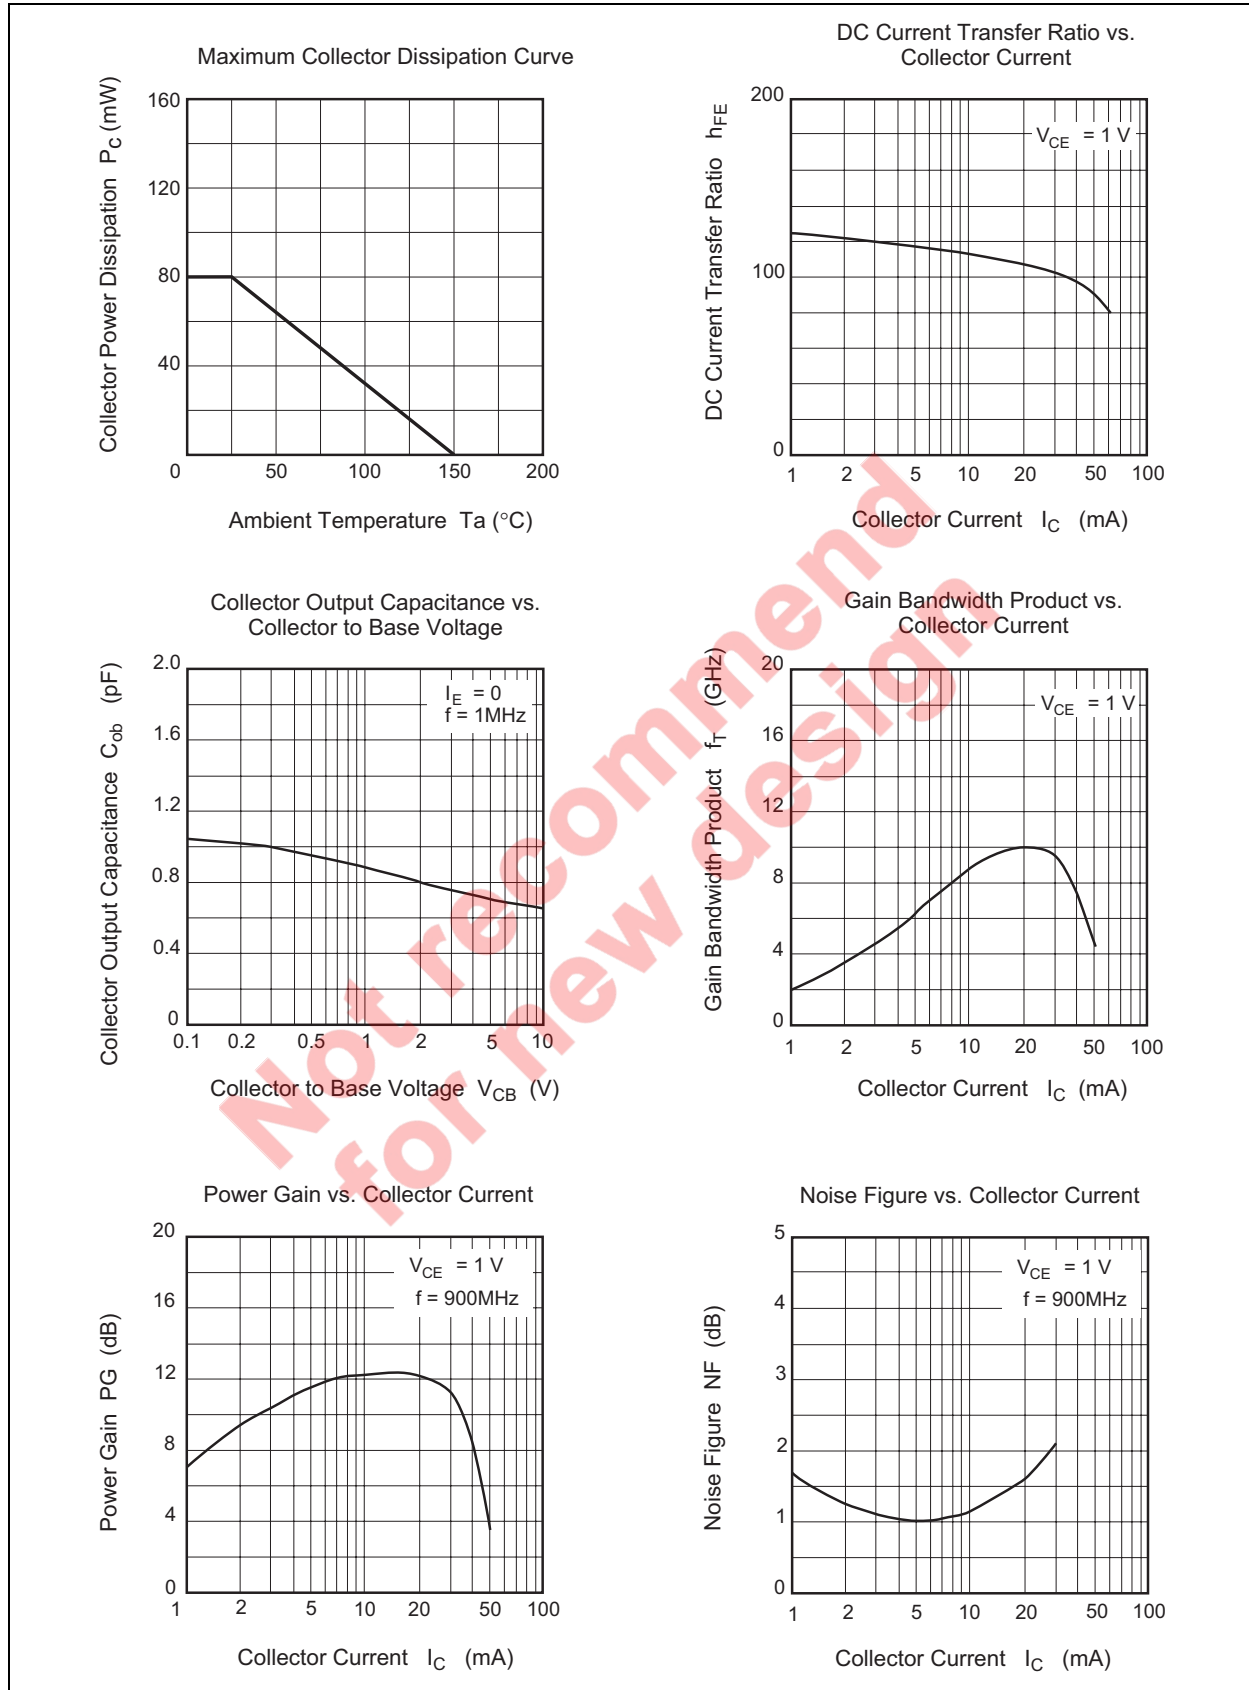 Maximum Collector Dissipation Curve
Collector Power Dissipation P_C (mW)
160
120
80
40
0
50
100
150
200
Ambient Temperature Ta (°C)
DC Current Transfer Ratio vs.
Collector Current
DC Current Transfer Ratio h_FE
200
100
0
V_CE = 1 V
1 2 5 10 20 50 100
Collector Current I_C (mA)
Collector Output Capacitance vs.
Collector to Base Voltage
Collector Output Capacitance C_ob (pF)
2.0
1.6
1.2
0.8
0.4
0
I_E = 0
f = 1MHz
0.1 0.2 0.5 1 2 5 10
Collector to Base Voltage V_CB (V)
Gain Bandwidth Product vs.
Collector Current
Gain Bandwidth Product f_T (GHz)
20
16
12
8
4
0
V_CE = 1 V
1 2 5 10 20 50 100
Collector Current I_C (mA)
Power Gain vs. Collector Current
Power Gain PG (dB)
20
16
12
8
4
0
V_CE = 1 V
f = 900MHz
1 2 5 10 20 50 100
Collector Current I_C (mA)
Noise Figure vs. Collector Current
Noise Figure NF (dB)
5
4
3
2
1
0
V_CE = 1 V
f = 900MHz
1 2 5 10 20 50 100
Collector Current I_C (mA)
Not recommend
for new design